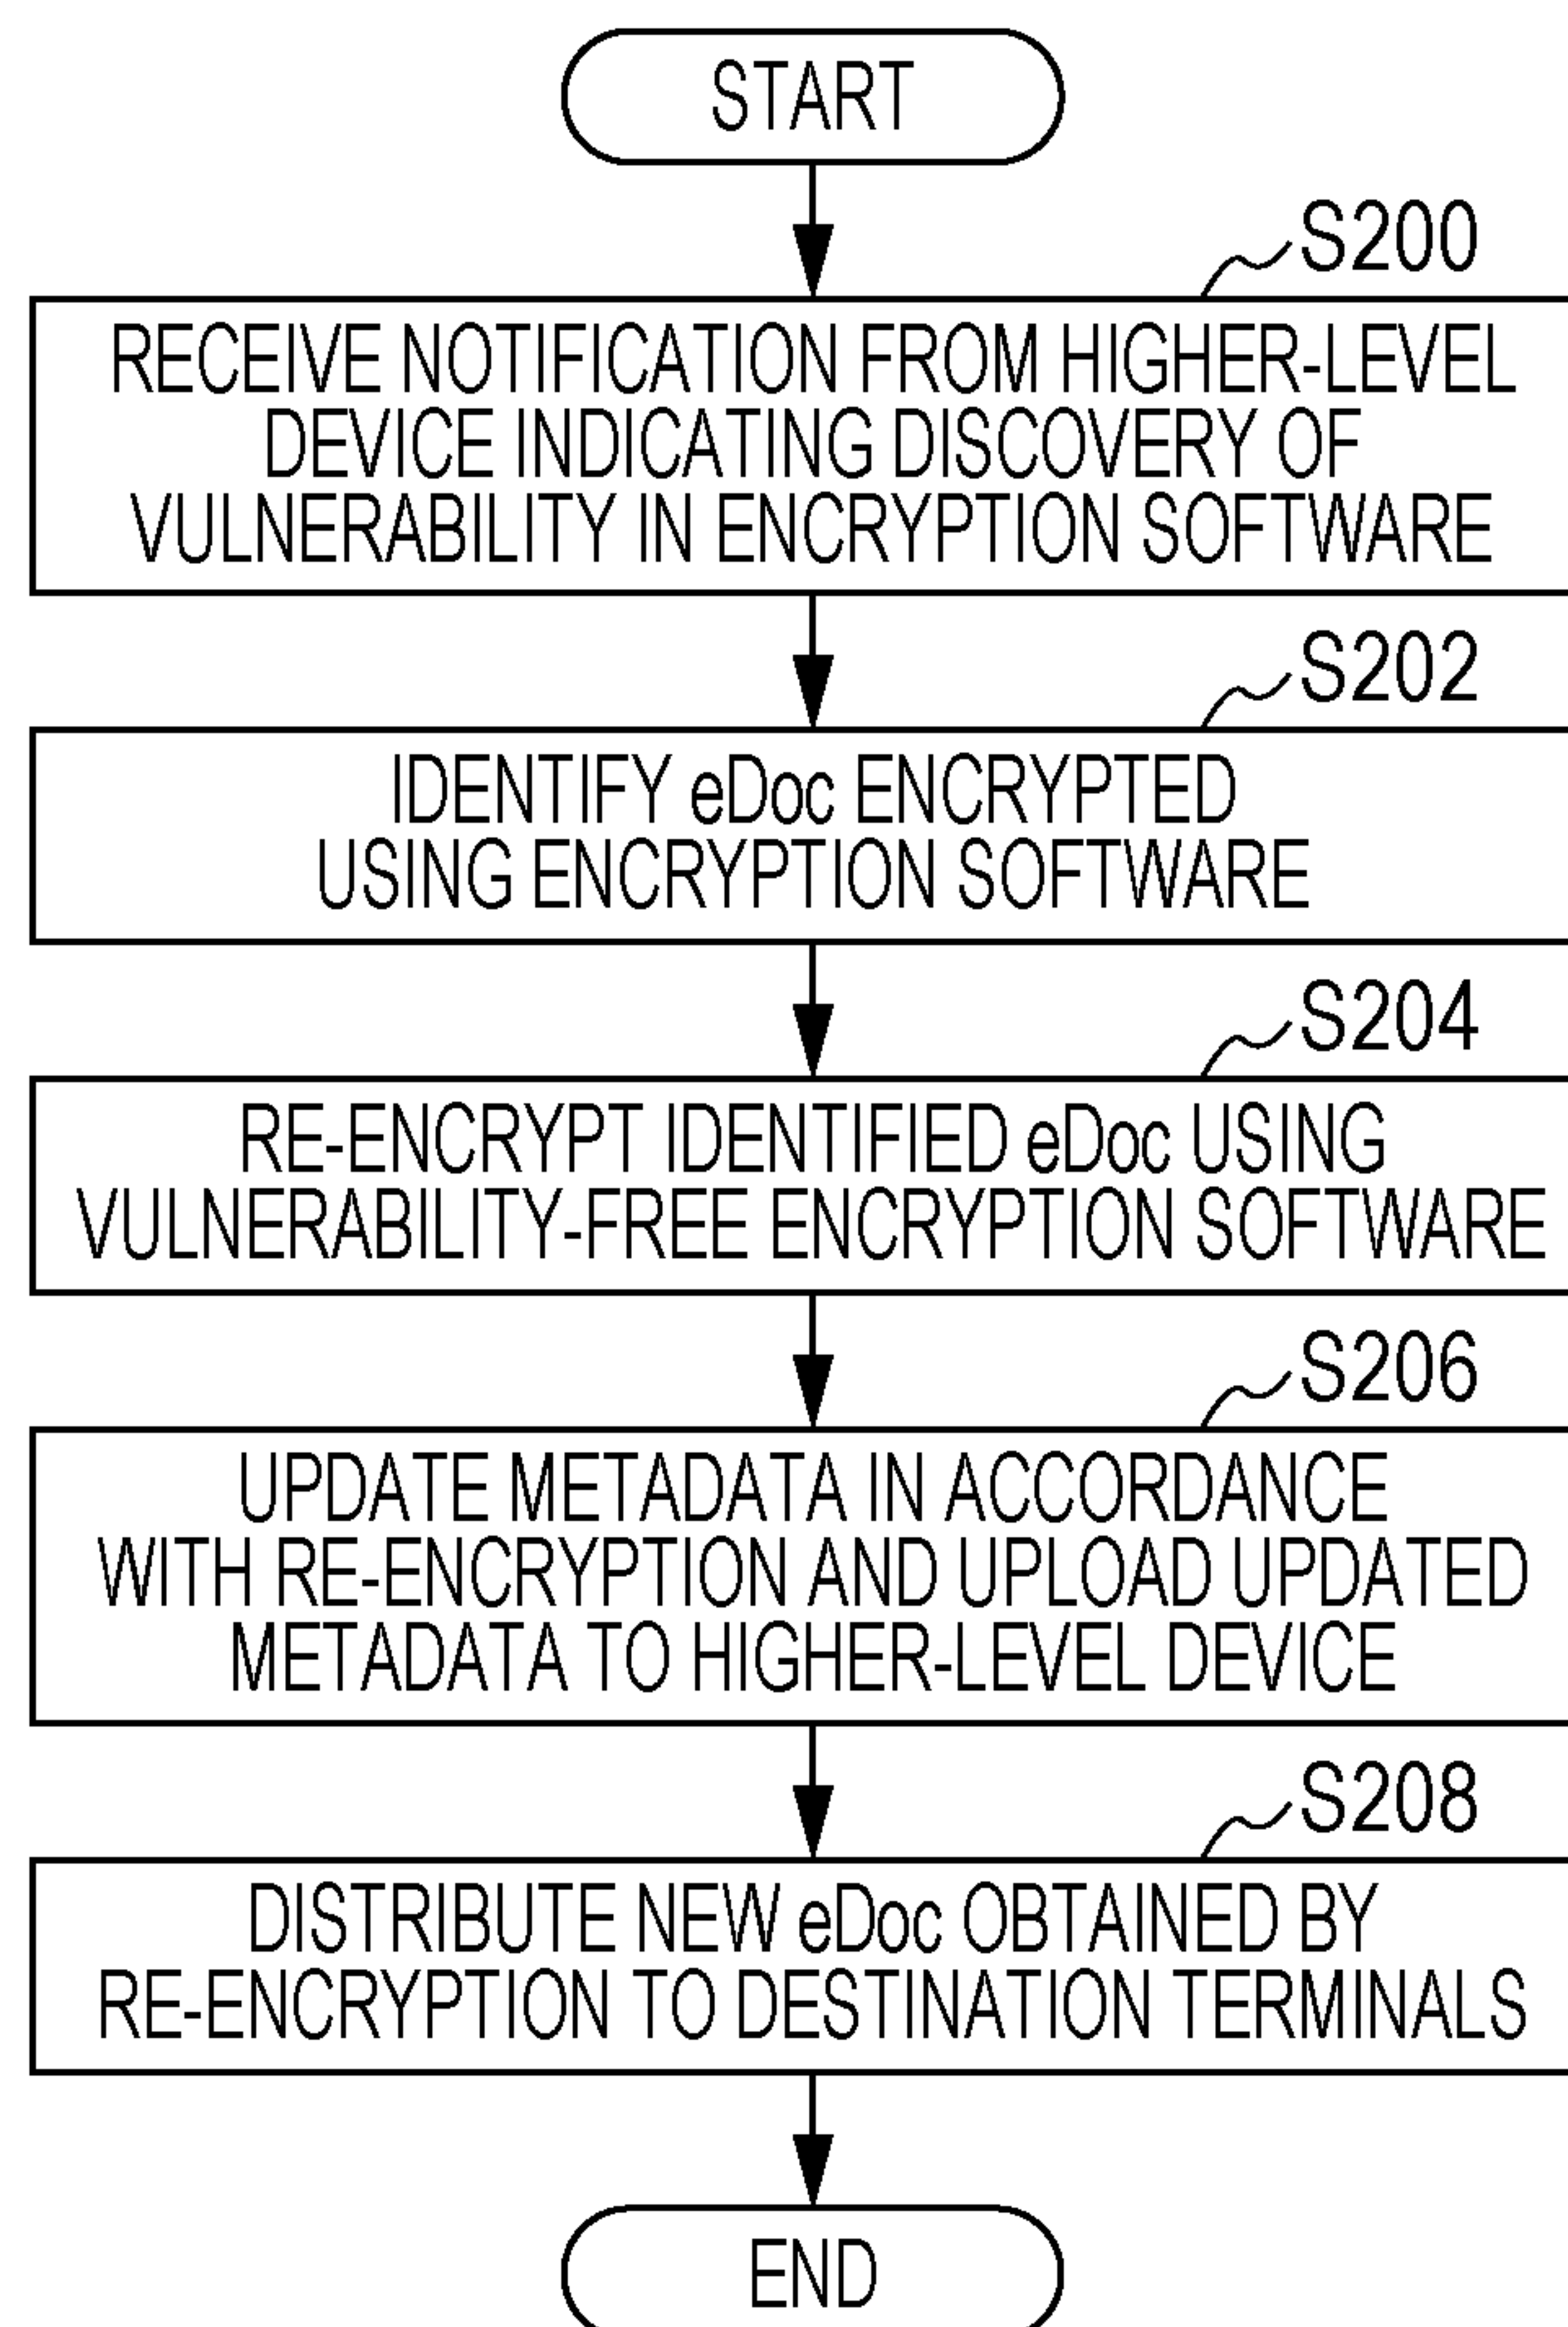 START
S200
RECEIVE NOTIFICATION FROM HIGHER-LEVEL
DEVICE INDICATING DISCOVERY OF
VULNERABILITY IN ENCRYPTION SOFTWARE
S202
IDENTIFY eDoc ENCRYPTED
USING ENCRYPTION SOFTWARE
S204
RE-ENCRYPT IDENTIFIED eDoc USING
VULNERABILITY-FREE ENCRYPTION SOFTWARE
S206
UPDATE METADATA IN ACCORDANCE
WITH RE-ENCRYPTION AND UPLOAD UPDATED
METADATA TO HIGHER-LEVEL DEVICE
S208
DISTRIBUTE NEW eDoc OBTAINED BY
RE-ENCRYPTION TO DESTINATION TERMINALS
END